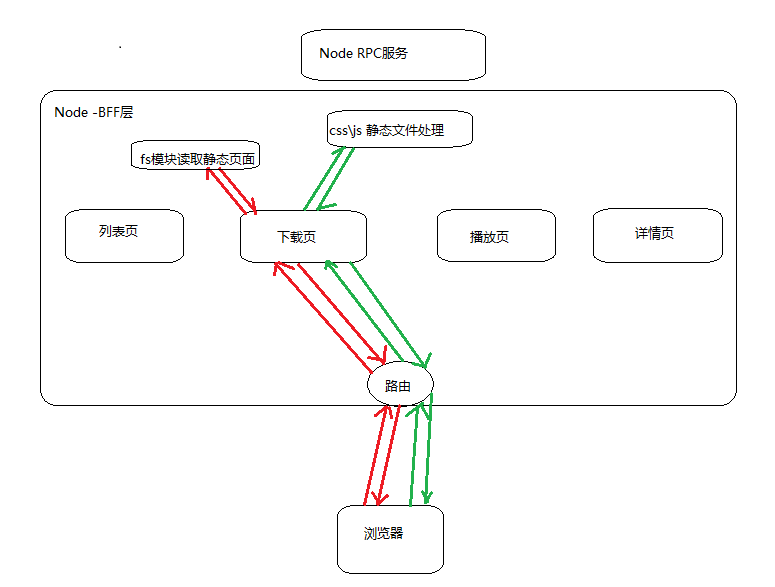 Node RPC服务
Node -BFF层
css\js 静态文件处理
fs模块读取静态页面
列表页
下载页
播放页
详情页
路由
浏览器